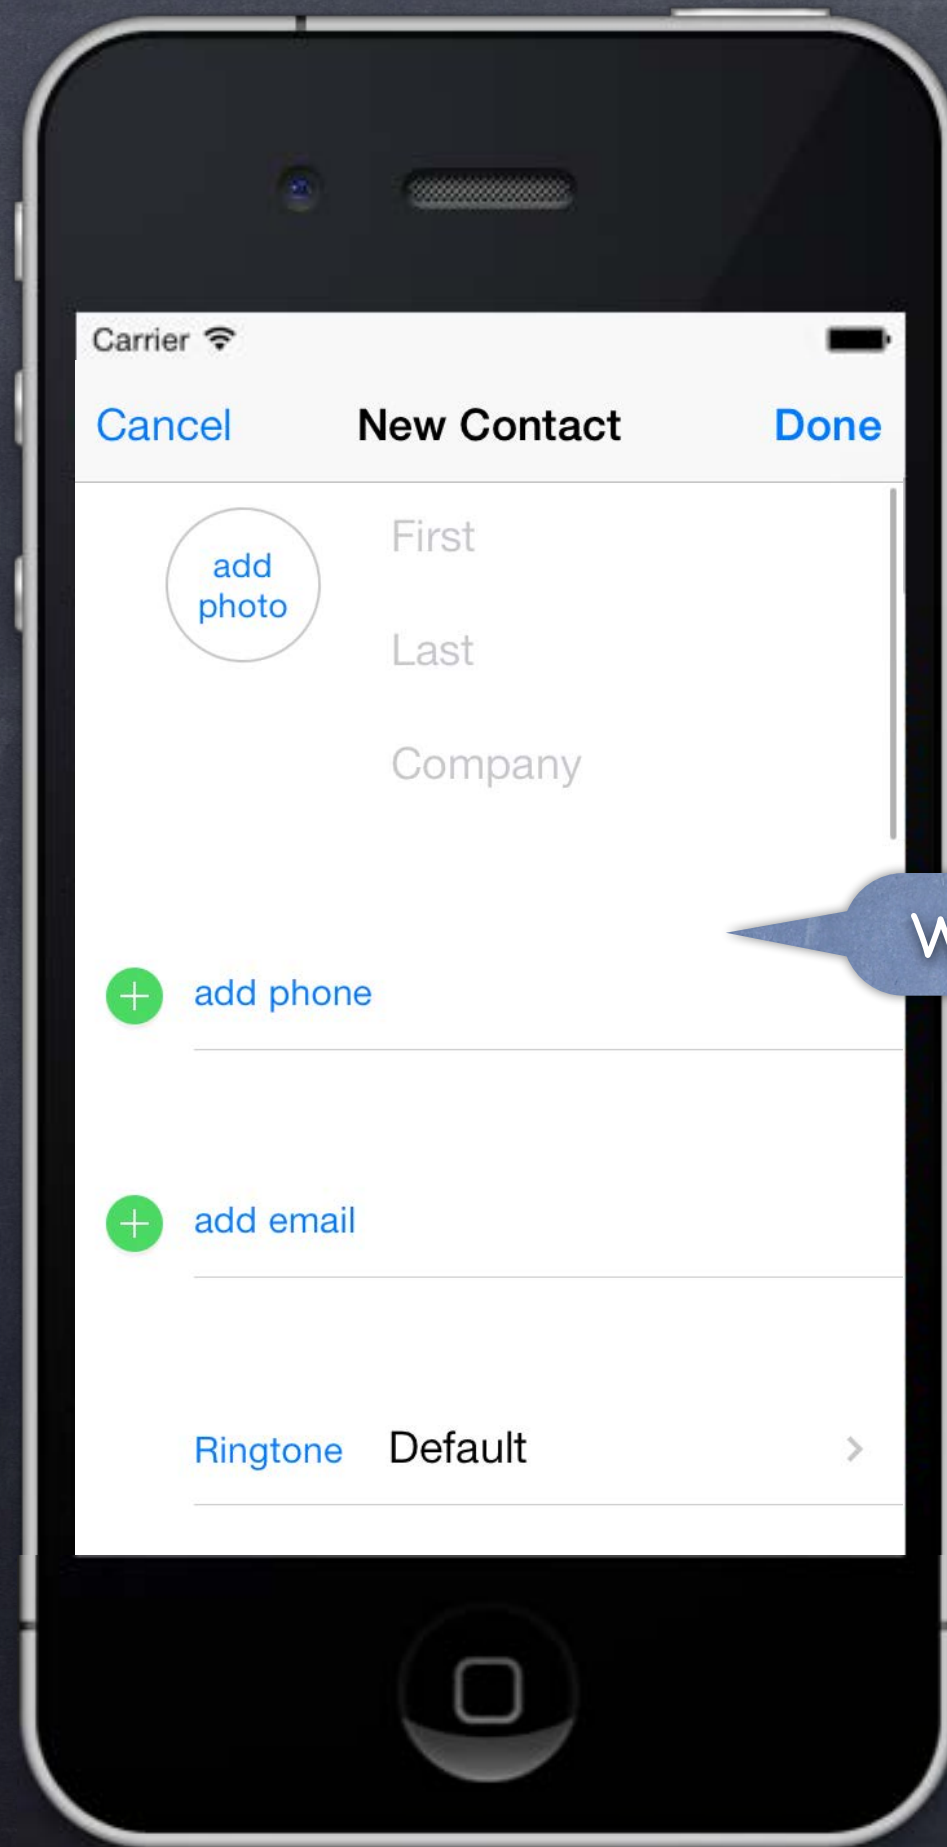 Carrier
Cancel New Contact Done
add
photo
First
Last
Company
add phone
add email
Ringtone Default